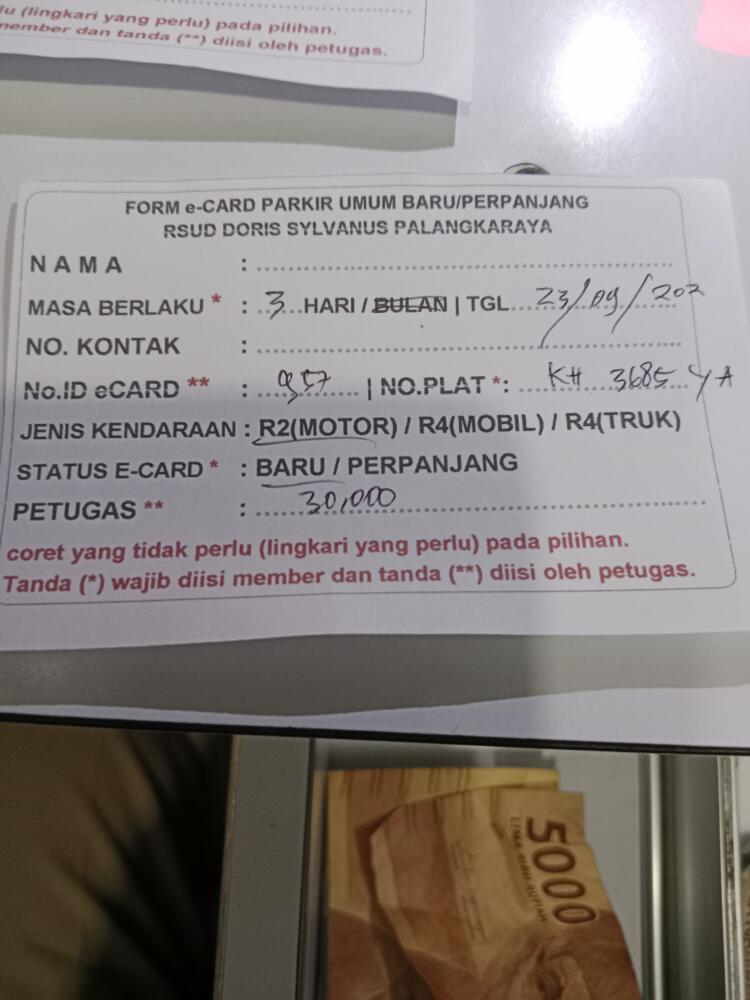 lu (lingkari yang perlu) pada pilihan.
member dan tanda (**) diisi oleh petugas.
FORM e-CARD PARKIR UMUM BARU/PERPANJANG
RSUD DORIS SYLVANUS PALANGKARAYA
NAMA :
MASA BERLAKU * : 3 HARI / BULAN | TGL 23/09/202
NO. KONTAK :
No.ID eCARD ** : 957 | NO.PLAT *: KH 3685 YA
JENIS KENDARAAN : R2(MOTOR) / R4(MOBIL) / R4(TRUK)
STATUS E-CARD * : BARU / PERPANJANG
PETUGAS ** : 30,000
coret yang tidak perlu (lingkari yang perlu) pada pilihan.
Tanda (*) wajib diisi member dan tanda (**) diisi oleh petugas.
5000
LIMA RIBU RUPIAH